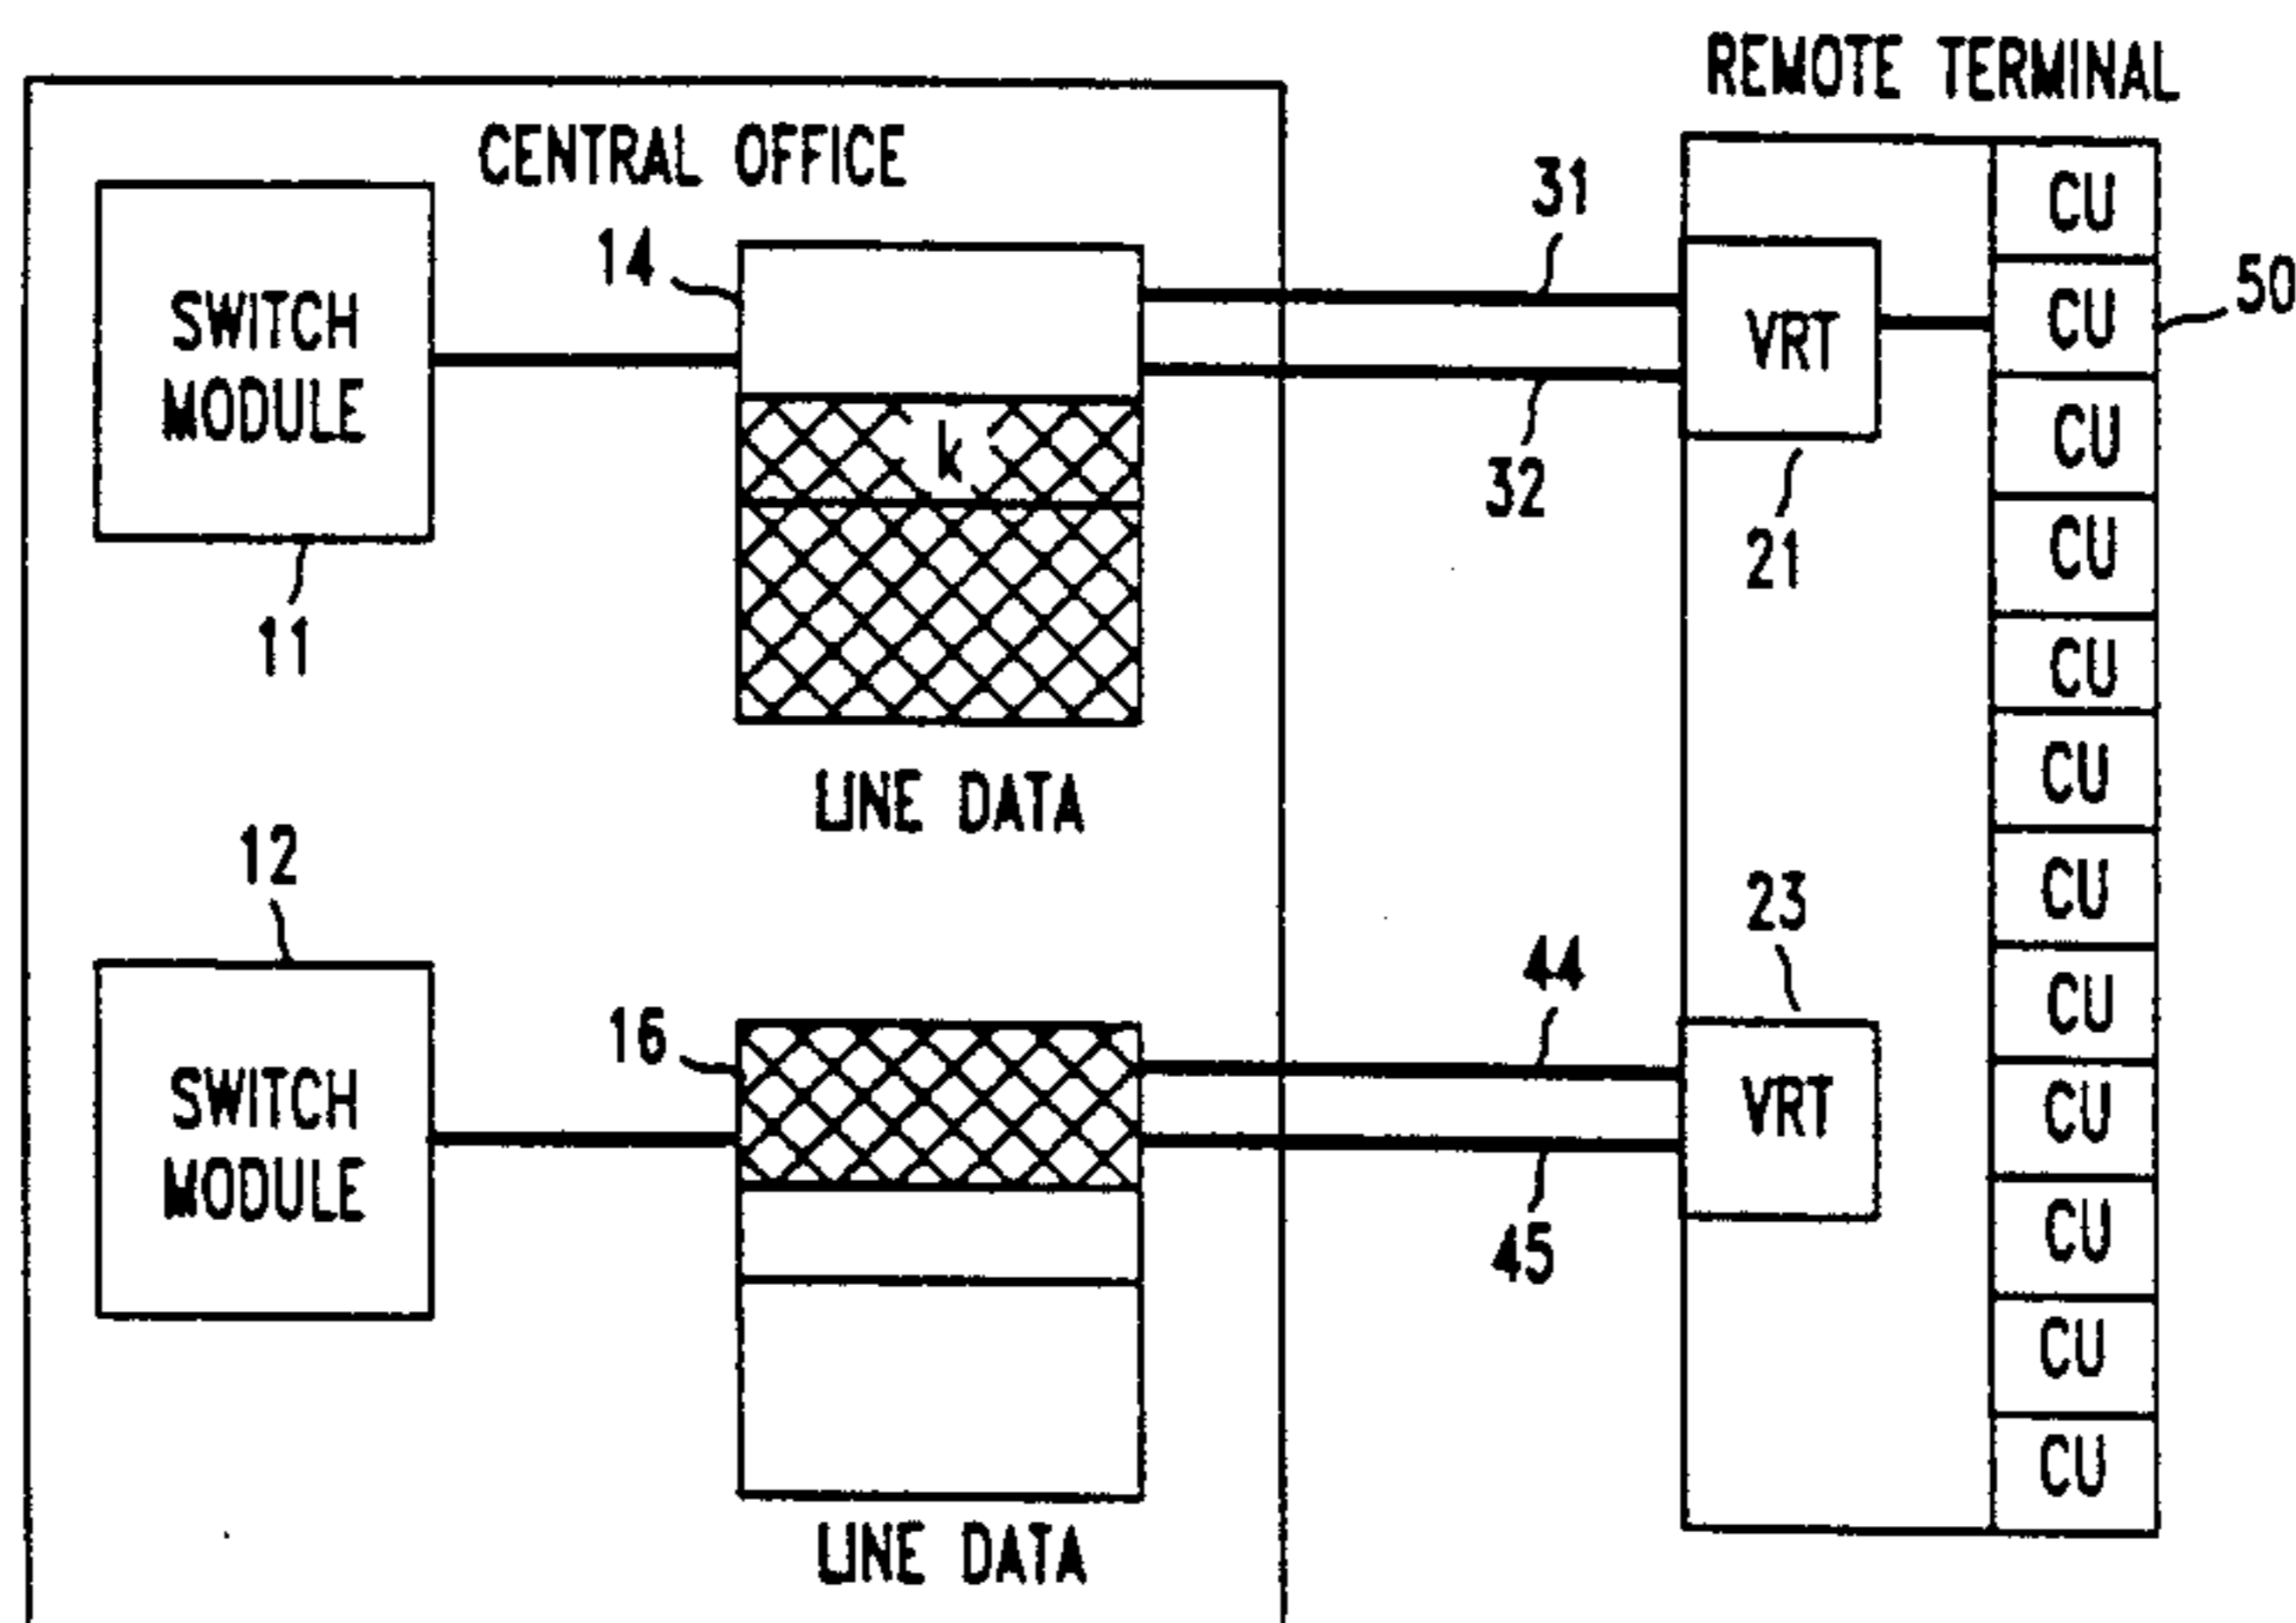 REMOTE TERMINAL
CENTRAL OFFICE
SWITCH
MODULE
11
14
k
LINE DATA
31
32
VRT
21
50
12
SWITCH
MODULE
16
LINE DATA
44
45
23
VRT
CU
CU
CU
CU
CU
CU
CU
CU
CU
CU
CU
CU